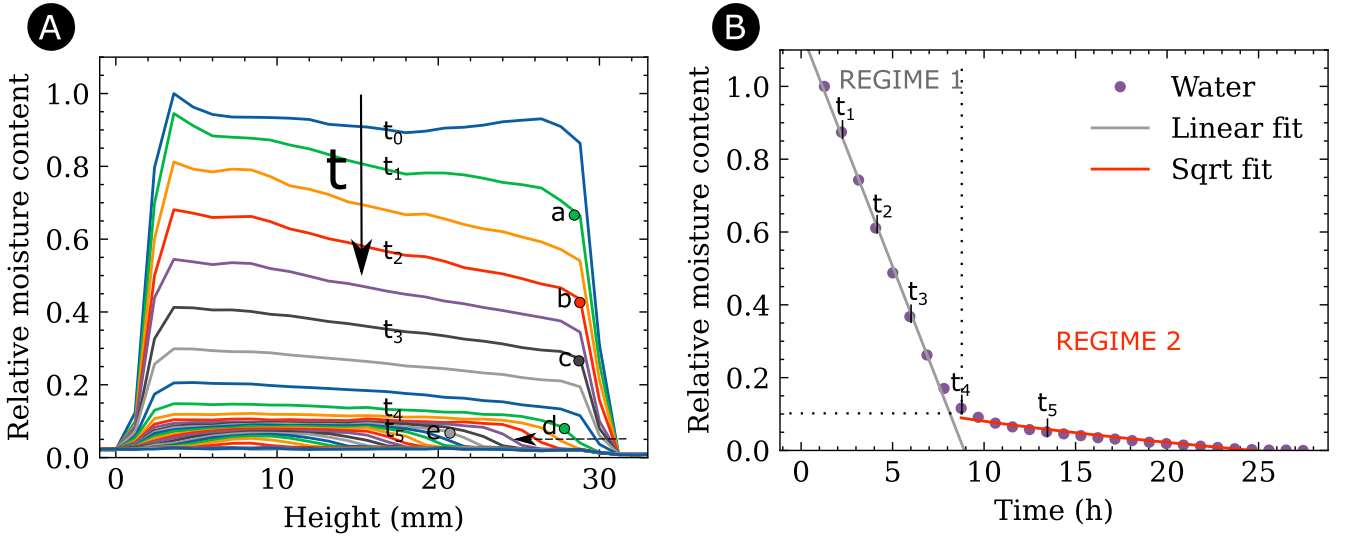 A
Relative moisture content
1.0
0.8
0.6
0.4
0.2
0.0
0
10
20
30
Height (mm)
t
t0
t1
t2
t3
t4
t5
a
b
c
d
e
B
Relative moisture content
1.0
0.8
0.6
0.4
0.2
0.0
0
5
10
15
20
25
Time (h)
REGIME 1
REGIME 2
t1
t2
t3
t4
t5
Water
Linear fit
Sqrt fit